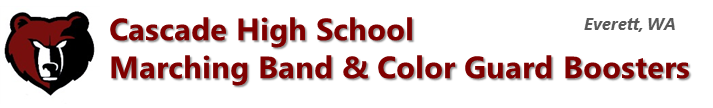 Cascade High School
Everett, WA
Marching Band & Color Guard Boosters